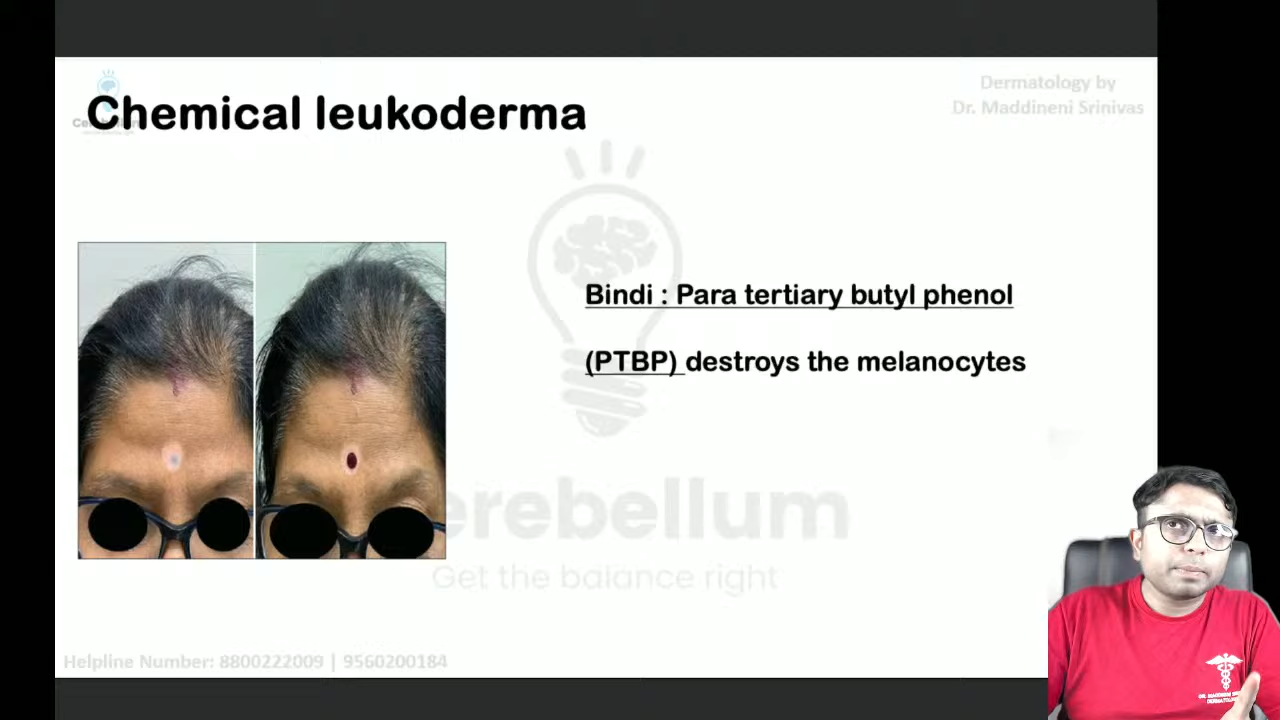 Chemical leukoderma
Dermatology by
Dr. Maddineni Srinivas
Bindi : Para tertiary butyl phenol
(PTBP) destroys the melanocytes
erebellum
Get the balance right
Helpline Number: 8800222009 | 9560200184